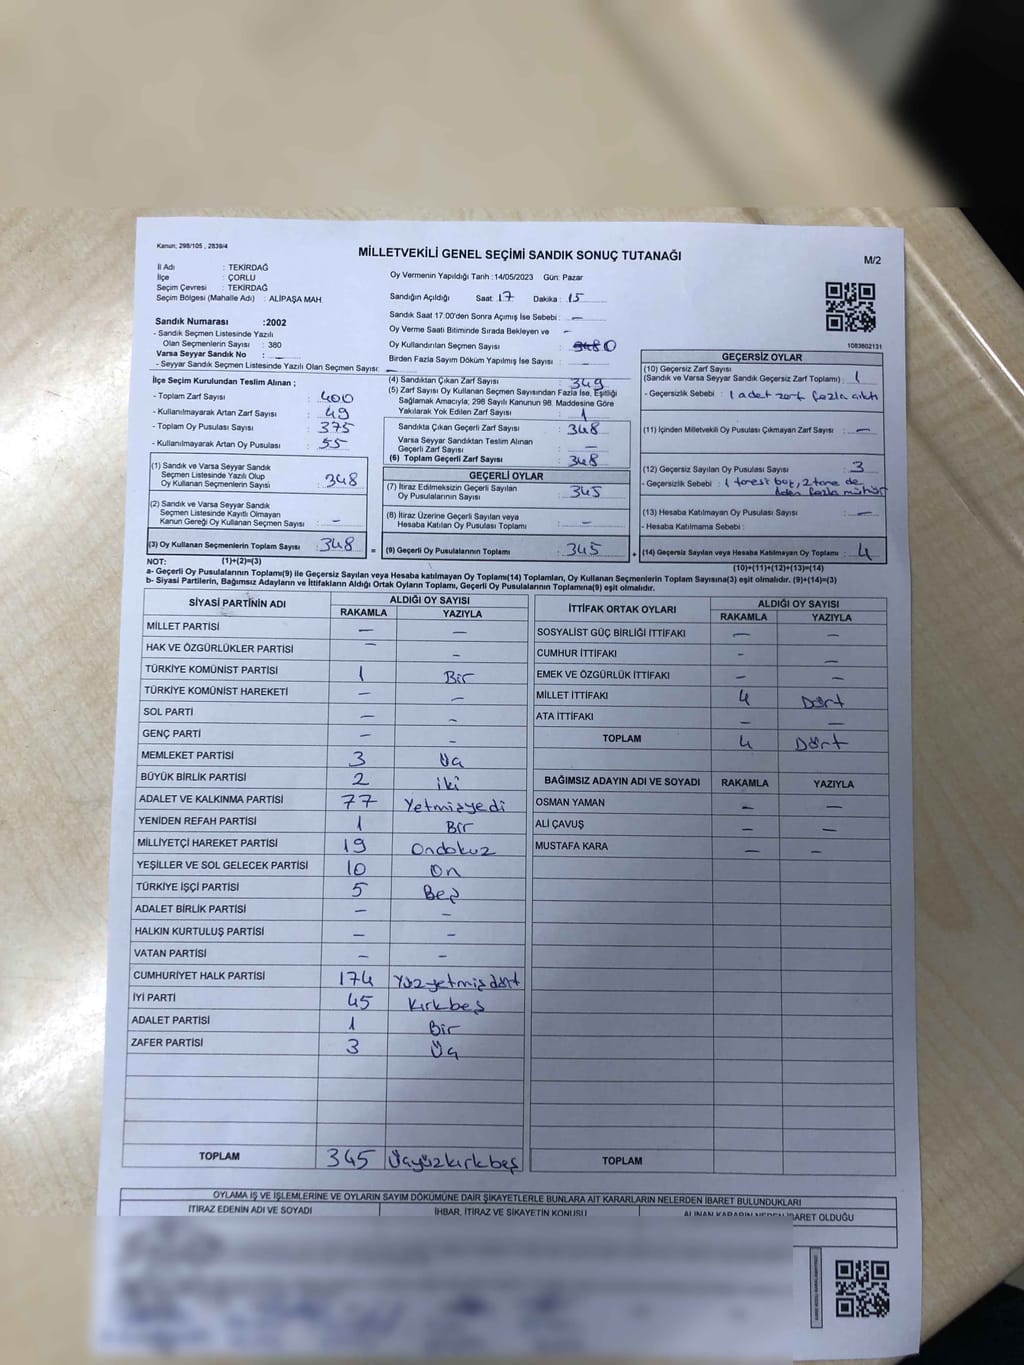 Kanun; 298/105 , 2839/4
MİLLETVEKİLİ GENEL SEÇİMİ SANDIK SONUÇ TUTANAĞI
M/2
İl Adı : TEKİRDAĞ
İlçe : ÇORLU
Seçim Çevresi : TEKİRDAĞ
Seçim Bölgesi (Mahalle Adı) : ALİPAŞA MAH.
Sandık Numarası :2002
- Sandık Seçmen Listesinde Yazılı
Olan Seçmenlerin Sayısı : 380
Varsa Seyyar Sandık No : –
- Seyyar Sandık Seçmen Listesinde Yazılı Olan Seçmen Sayısı: –
Oy Vermenin Yapıldığı Tarih :14/05/2023 Gün: Pazar
Sandığın Açıldığı Saat 17 Dakika : 15
Sandık Saat 17.00'den Sonra Açımış İse Sebebi : –
Oy Verme Saati Bitiminde Sırada Bekleyen ve –
Oy Kullandırılan Seçmen Sayısı :
Birden Fazla Sayım Döküm Yapılmış İse Sayısı :
1083802131
İlçe Seçim Kurulundan Teslim Alınan ;
- Toplam Zarf Sayısı : 400
- Kullanılmayarak Artan Zarf Sayısı : 49
- Toplam Oy Pusulası Sayısı : 375
- Kullanılmayarak Artan Oy Pusulası : 55
(1) Sandık ve Varsa Seyyar Sandık
Seçmen Listesinde Yazılı Olup
Oy Kullanan Seçmenlerin Sayısı : 348
(2) Sandık ve Varsa Seyyar Sandık
Seçmen Listesinde Kayıtlı Olmayan
Kanun Gereği Oy Kullanan Seçmen Sayısı : –
(3) Oy Kullanan Seçmenlerin Toplam Sayısı : 348
(4) Sandıktan Çıkan Zarf Sayısı : 349
(5) Zarf Sayısı Oy Kullanan Seçmen Sayısından Fazla İse, Eşitliği
Sağlamak Amacıyla; 298 Sayılı Kanunun 98. Maddesine Göre
Yakılarak Yok Edilen Zarf Sayısı : 1
Sandıkta Çıkan Geçerli Zarf Sayısı : 348
Varsa Seyyar Sandıktan Teslim Alınan
Geçerli Zarf Sayısı : –
(6) Toplam Geçerli Zarf Sayısı : 348
GEÇERLİ OYLAR
(7) İtiraz Edilmeksizin Geçerli Sayılan
Oy Pusulalarının Sayısı : 345
(8) İtiraz Üzerine Geçerli Sayılan veya
Hesaba Katılan Oy Pusulası Toplamı : –
= (9) Geçerli Oy Pusulalarının Toplamı : 345
GEÇERSİZ OYLAR
(10) Geçersiz Zarf Sayısı
(Sandık ve Varsa Seyyar Sandık Geçersiz Zarf Toplamı) : 1
- Geçersizlik Sebebi : 1 adet zarf fazla çıktı
(11) İçinden Milletvekili Oy Pusulası Çıkmayan Zarf Sayısı : –
(12) Geçersiz Sayılan Oy Pusulası Sayısı : 3
- Geçersizlik Sebebi : 1 tanesi boş, 2 tane de
fazla mühür
(13) Hesaba Katılmayan Oy Pusulası Sayısı : –
- Hesaba Katılmama Sebebi :
+ (14) Geçersiz Sayılan veya Hesaba Katılmayan Oy Toplamı : 4
NOT: (1)+(2)=(3) (10)+(11)+(12)+(13)=(14)
a- Geçerli Oy Pusulalarının Toplamı(9) ile Geçersiz Sayılan veya Hesaba katılmayan Oy Toplamı(14) Toplamları, Oy Kullanan Seçmenlerin Toplam Sayısına(3) eşit olmalıdır. (9)+(14)=(3)
b- Siyasi Partilerin, Bağımsız Adayların ve İttifakların Aldığı Ortak Oyların Toplamı, Geçerli Oy Pusulalarının Toplamına(9) eşit olmalıdır.
SİYASİ PARTİNİN ADI ALDIĞI OY SAYISI
RAKAMLA YAZIYLA
MİLLET PARTİSİ – –
HAK VE ÖZGÜRLÜKLER PARTİSİ – –
TÜRKİYE KOMÜNİST PARTİSİ 1 Bir
TÜRKİYE KOMÜNİST HAREKETİ – –
SOL PARTİ – –
GENÇ PARTİ – –
MEMLEKET PARTİSİ 3 Üç
BÜYÜK BİRLİK PARTİSİ 2 iki
ADALET VE KALKINMA PARTİSİ 77 Yetmişyedi
YENİDEN REFAH PARTİSİ 1 Bir
MİLLİYETÇİ HAREKET PARTİSİ 19 Ondokuz
YEŞİLLER VE SOL GELECEK PARTİSİ 10 On
TÜRKİYE İŞÇİ PARTİSİ 5 Beş
ADALET BİRLİK PARTİSİ – –
HALKIN KURTULUŞ PARTİSİ – –
VATAN PARTİSİ – –
CUMHURİYET HALK PARTİSİ 174 Yüzyetmişdört
İYİ PARTİ 45 Kırkbeş
ADALET PARTİSİ 1 Bir
ZAFER PARTİSİ 3 Üç
TOPLAM 345 Üçyüzkırkbeş
İTTİFAK ORTAK OYLARI ALDIĞI OY SAYISI
RAKAMLA YAZIYLA
SOSYALİST GÜÇ BİRLİĞİ İTTİFAKI – –
CUMHUR İTTİFAKI – –
EMEK VE ÖZGÜRLÜK İTTİFAKI – –
MİLLET İTTİFAKI 4 Dört
ATA İTTİFAKI – –
TOPLAM 4 Dört
BAĞIMSIZ ADAYIN ADI VE SOYADI RAKAMLA YAZIYLA
OSMAN YAMAN – –
ALİ ÇAVUŞ – –
MUSTAFA KARA – –
TOPLAM
OYLAMA İŞ VE İŞLEMLERİNE VE OYLARIN SAYIM DÖKÜMÜNE DAİR ŞİKAYETLERLE BUNLARA AİT KARARLARIN NELERDEN İBARET BULUNDUKLARI
İTİRAZ EDENİN ADI VE SOYADI İHBAR, İTİRAZ VE ŞİKAYETİN KONUSU ALINAN KARARIN NEDEN İBARET OLDUĞU